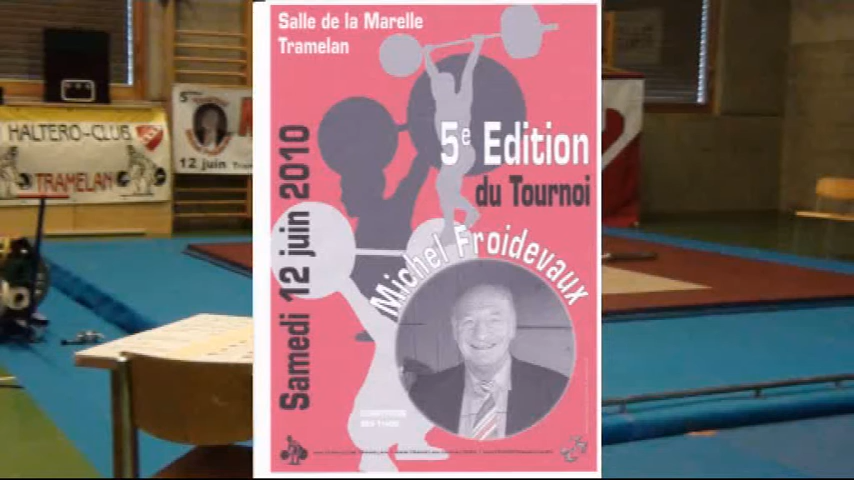 Salle de la Marelle
Tramelan
Samedi 12 juin 2010
5e Edition
du Tournoi
Michel Froidevaux
HALTERO-CLUB
TRAMELAN
5
12 juin